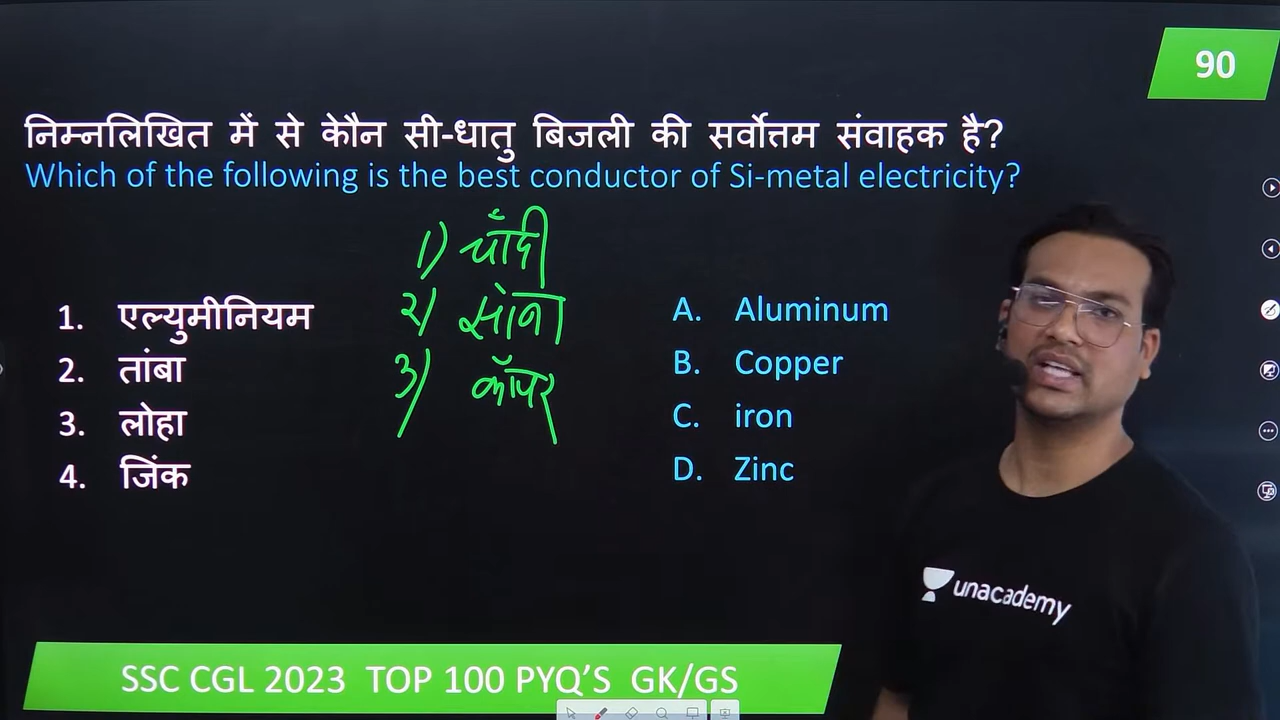 90
निम्नलिखित में से केौन सी-धातु बिजली की सर्वोत्तम संवाहक है?
Which of the following is the best conductor of Si-metal electricity?
1) चाँदी
2) सोना
3) कॉपर
1. एल्युमीनियम
2. तांबा
3. लोहा
4. जिंक
A. Aluminum
B. Copper
C. iron
D. Zinc
unacademy
SSC CGL 2023 TOP 100 PYQ’S GK/GS